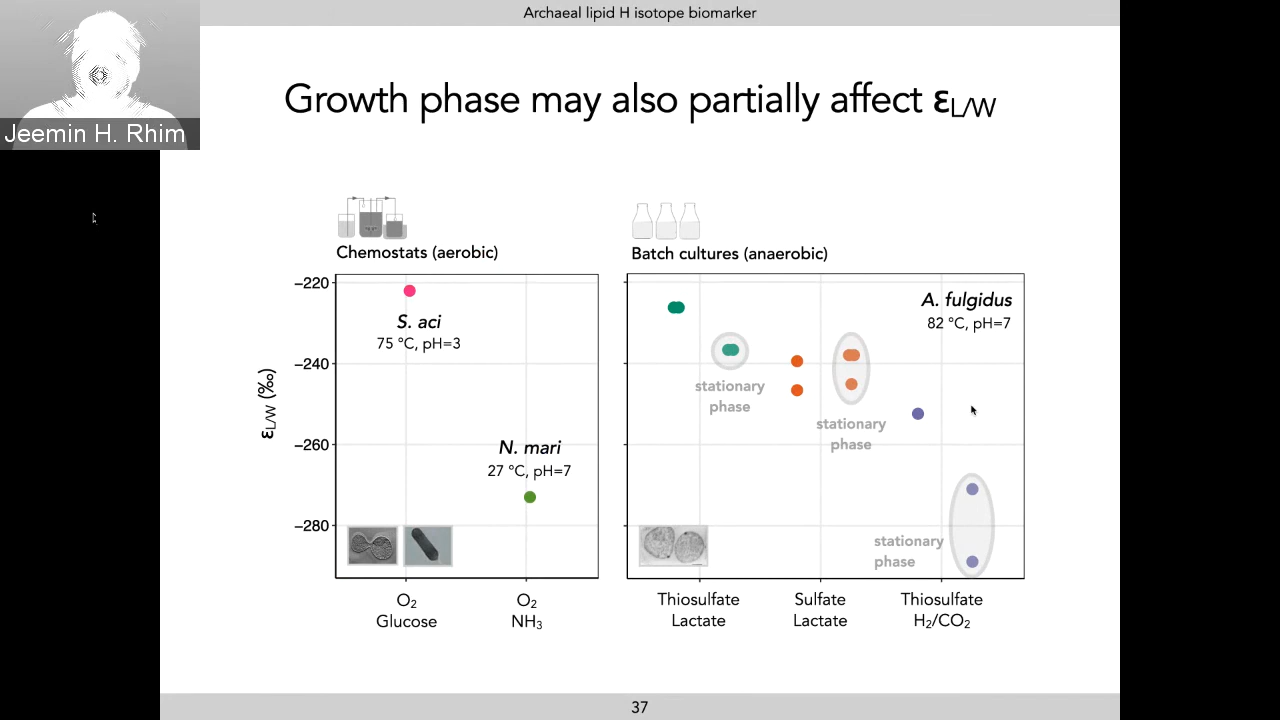 Archaeal lipid H isotope biomarker
Jeemin H. Rhim
Growth phase may also partially affect εL/W
Chemostats (aerobic)
Batch cultures (anaerobic)
εL/W (‰)
−220
−240
−260
−280
S. aci
75 °C, pH=3
N. mari
27 °C, pH=7
A. fulgidus
82 °C, pH=7
stationary
phase
stationary
phase
stationary
phase
O2
Glucose
O2
NH3
Thiosulfate
Lactate
Sulfate
Lactate
Thiosulfate
H2/CO2
37